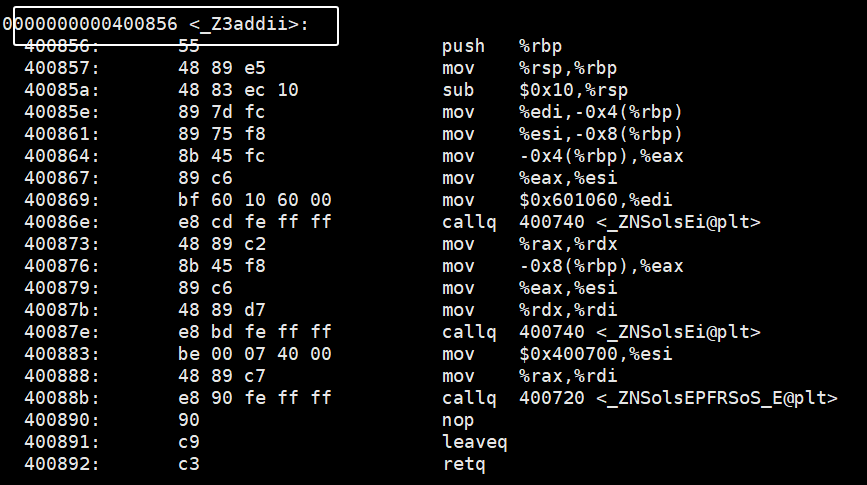 0000000000400856 <_Z3addii>:
400856: 55 push %rbp
400857: 48 89 e5 mov %rsp,%rbp
40085a: 48 83 ec 10 sub $0x10,%rsp
40085e: 89 7d fc mov %edi,-0x4(%rbp)
400861: 89 75 f8 mov %esi,-0x8(%rbp)
400864: 8b 45 fc mov -0x4(%rbp),%eax
400867: 89 c6 mov %eax,%esi
400869: bf 60 10 60 00 mov $0x601060,%edi
40086e: e8 cd fe ff ff callq 400740 <_ZNSolsEi@plt>
400873: 48 89 c2 mov %rax,%rdx
400876: 8b 45 f8 mov -0x8(%rbp),%eax
400879: 89 c6 mov %eax,%esi
40087b: 48 89 d7 mov %rdx,%rdi
40087e: e8 bd fe ff ff callq 400740 <_ZNSolsEi@plt>
400883: be 00 07 40 00 mov $0x400700,%esi
400888: 48 89 c7 mov %rax,%rdi
40088b: e8 90 fe ff ff callq 400720 <_ZNSolsEPFRSoS_E@plt>
400890: 90 nop
400891: c9 leaveq
400892: c3 retq